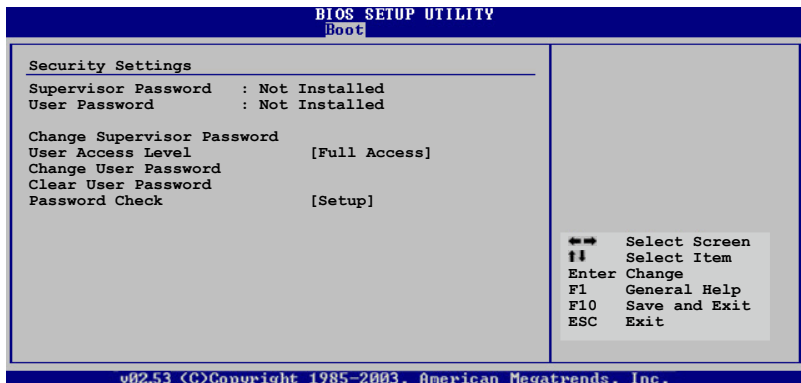 BIOS SETUP UTILITY
Boot
Security Settings
Supervisor Password : Not Installed
User Password : Not Installed
Change Supervisor Password
User Access Level [Full Access]
Change User Password
Clear User Password
Password Check [Setup]
←→ Select Screen
↑↓ Select Item
Enter Change
F1 General Help
F10 Save and Exit
ESC Exit
v02.53 (C)Copyright 1985-2003, American Megatrends, Inc.